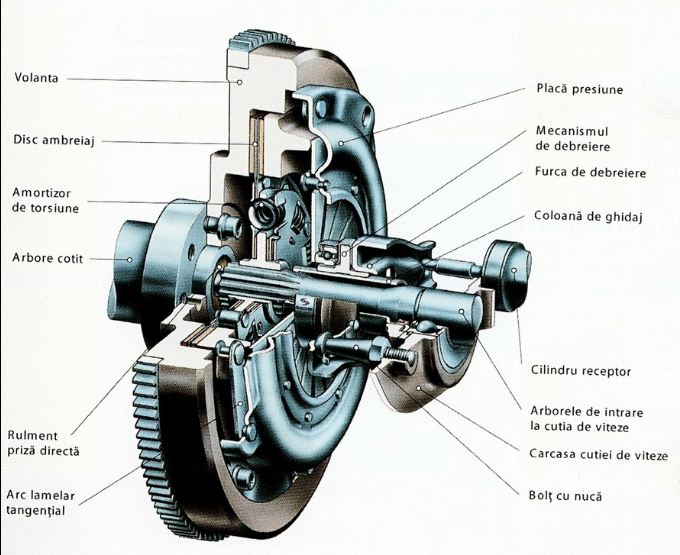 Volanta
Disc ambreiaj
Amortizor
de torsiune
Arbore cotit
Rulment
priză directă
Arc lamelar
tangențial
Placă presiune
Mecanismul
de debreiere
Furca de debreiere
Coloană de ghidaj
Cilindru receptor
Arborele de intrare
la cutia de viteze
Carcasa cutiei de viteze
Bolț cu nucă